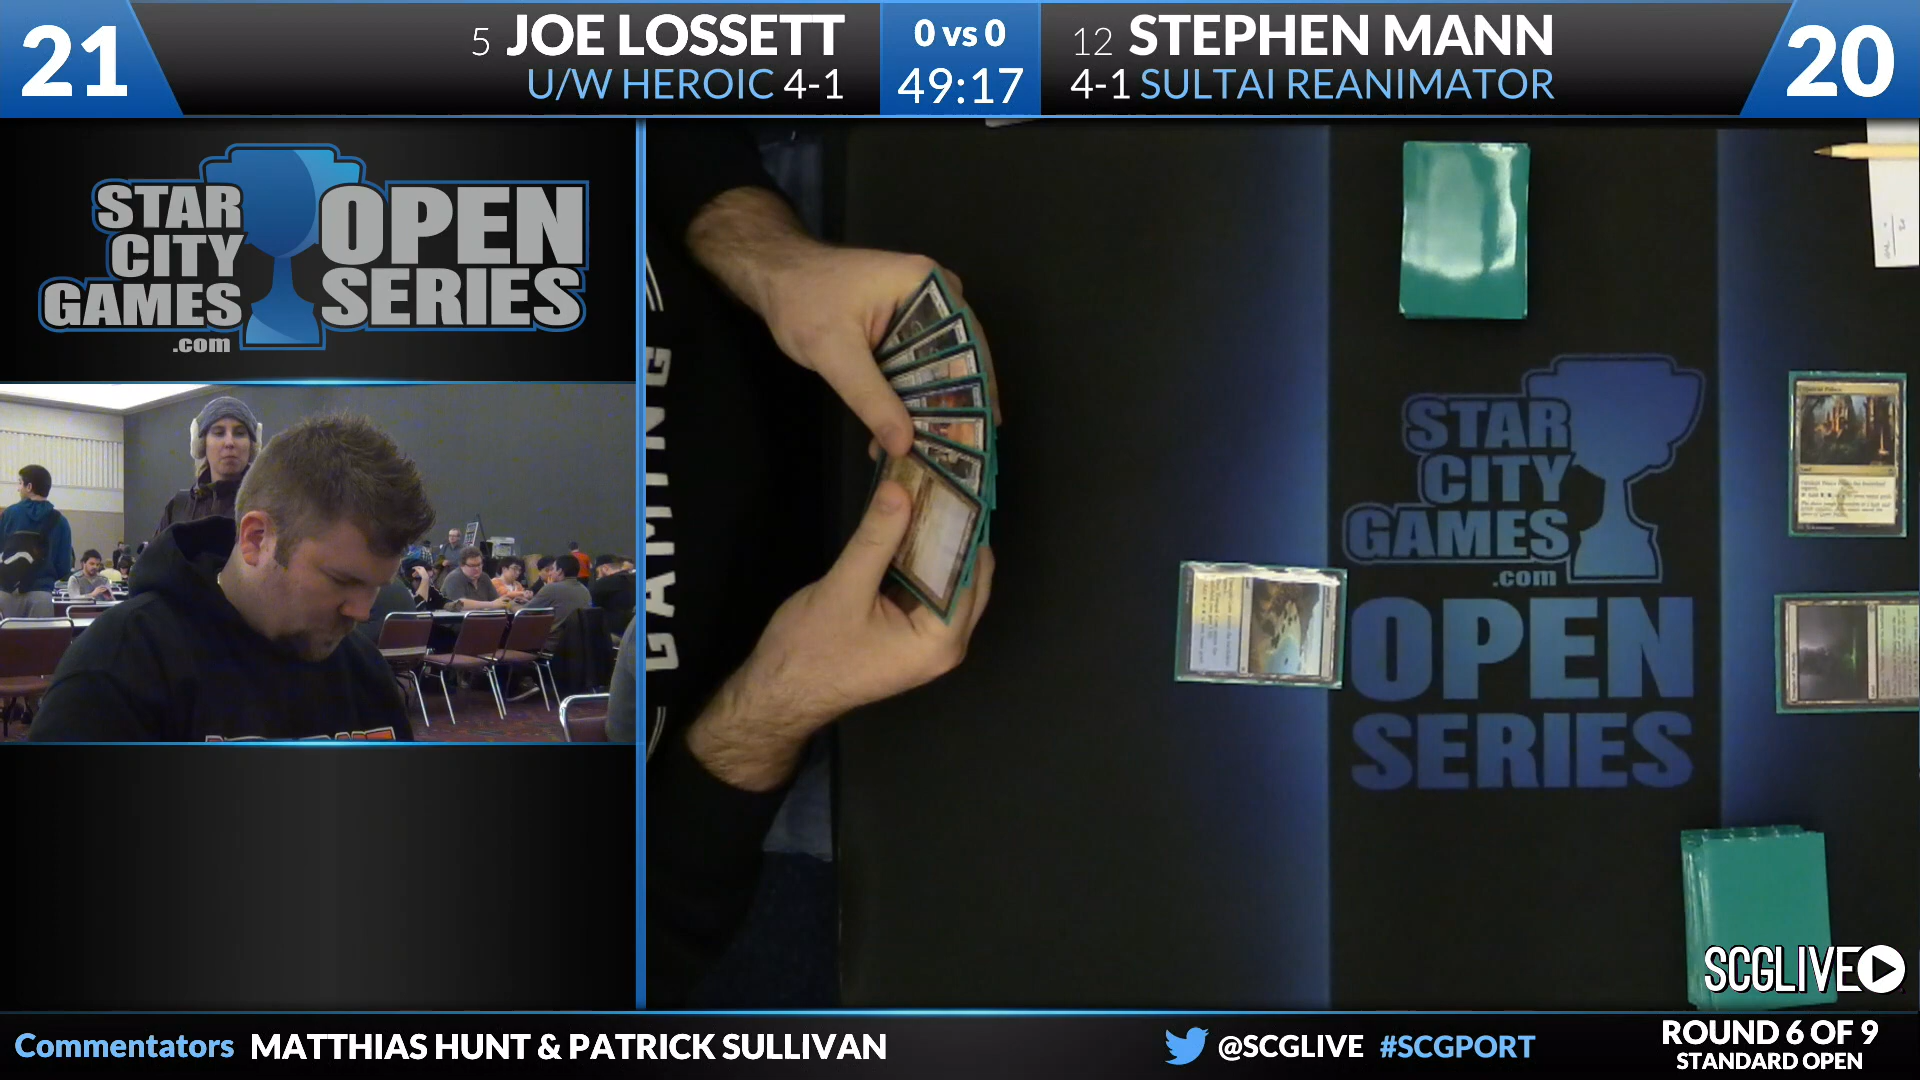 21
5 JOE LOSSETT
U/W HEROIC 4-1
0 vs 0
49:17
12 STEPHEN MANN
4-1 SULTAI REANIMATOR
20
STAR
CITY
GAMES
.com
OPEN
SERIES
GAMING
STAR
CITY
GAMES
.com
OPEN
SERIES
SCGLIVE
Commentators MATTHIAS HUNT & PATRICK SULLIVAN
@SCGLIVE #SCGPORT
ROUND 6 OF 9
STANDARD OPEN